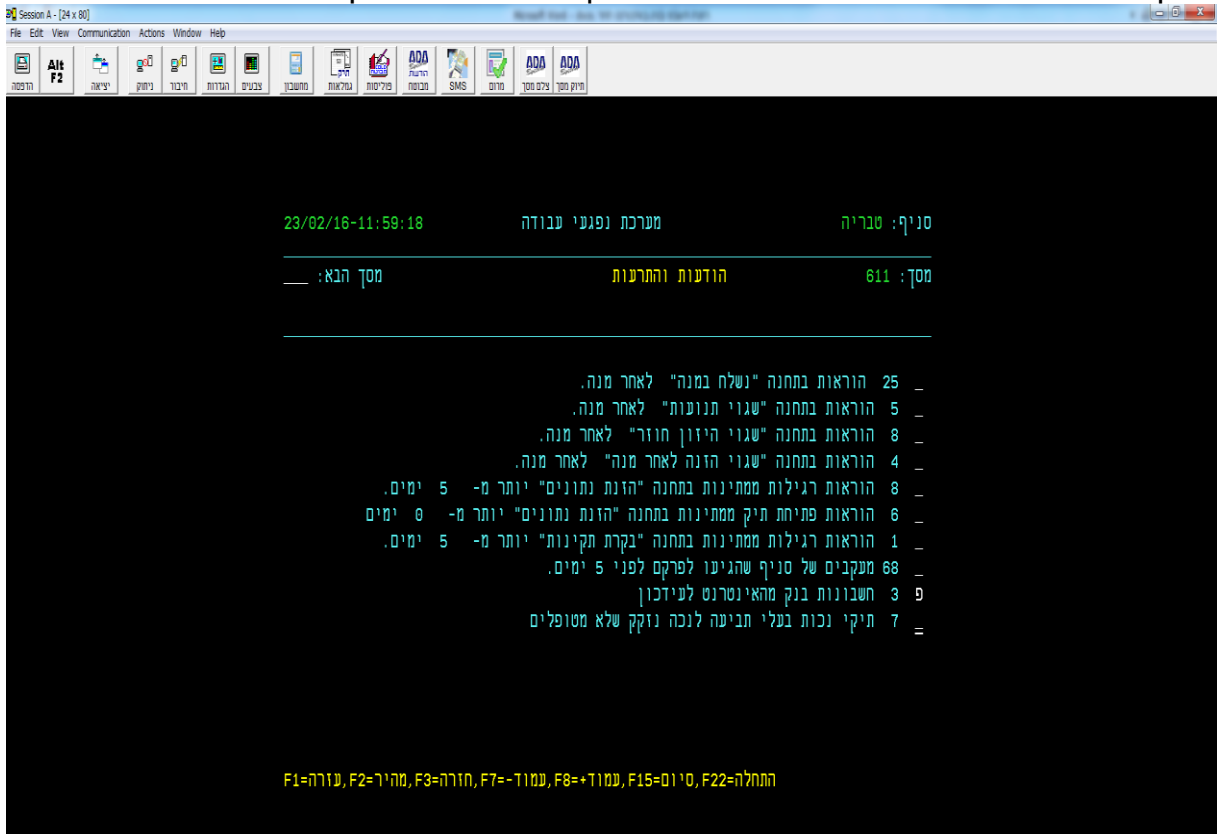 Session A - [24 x 80]
File Edit View Communication Actions Window Help
Alt F2
הדפסה יציאה ניתוק חיבור הגדרות צבעים מחשבון תיק גמלאות פוליסות הורשת מבוטח SMS מרום צלם מסך תיוק מסך
ADA ADA ADA
סניף: טבריה מערכת נפגעי עבודה 23/02/16-11:59:18
מסך: 611 הודעות והתרעות מסך הבא: ___
_ 25 הוראות בתחנה "נשלח במנה" לאחר מנה.
_ 5 הוראות בתחנה "שגוי תנועות" לאחר מנה.
_ 8 הוראות בתחנה "שגוי היזון חוזר" לאחר מנה.
_ 4 הוראות בתחנה "שגוי הזנה לאחר מנה" לאחר מנה.
_ 8 הוראות רגילות ממתינות בתחנה "הזנת נתונים" יותר מ- 5 ימים.
_ 6 הוראות פתיחת תיק ממתינות בתחנה "הזנת נתונים" יותר מ- 0 ימים
_ 1 הוראות רגילות ממתינות בתחנה "בקרת תקינות" יותר מ- 5 ימים.
_ 68 מעקבים של סניף שהגיעו לפרקם לפני 5 ימים.
פ 3 חשבונות בנק מהאינטרנט לעידכון
_ 7 תיקי נכות בעלי תביעה לנכה נזקק שלא מטופלים
F1=עזרה,F2=מהיר,F3=חזרה,F7=-עמוד,F8=+עמוד,F15=סיום,F22=התחלה